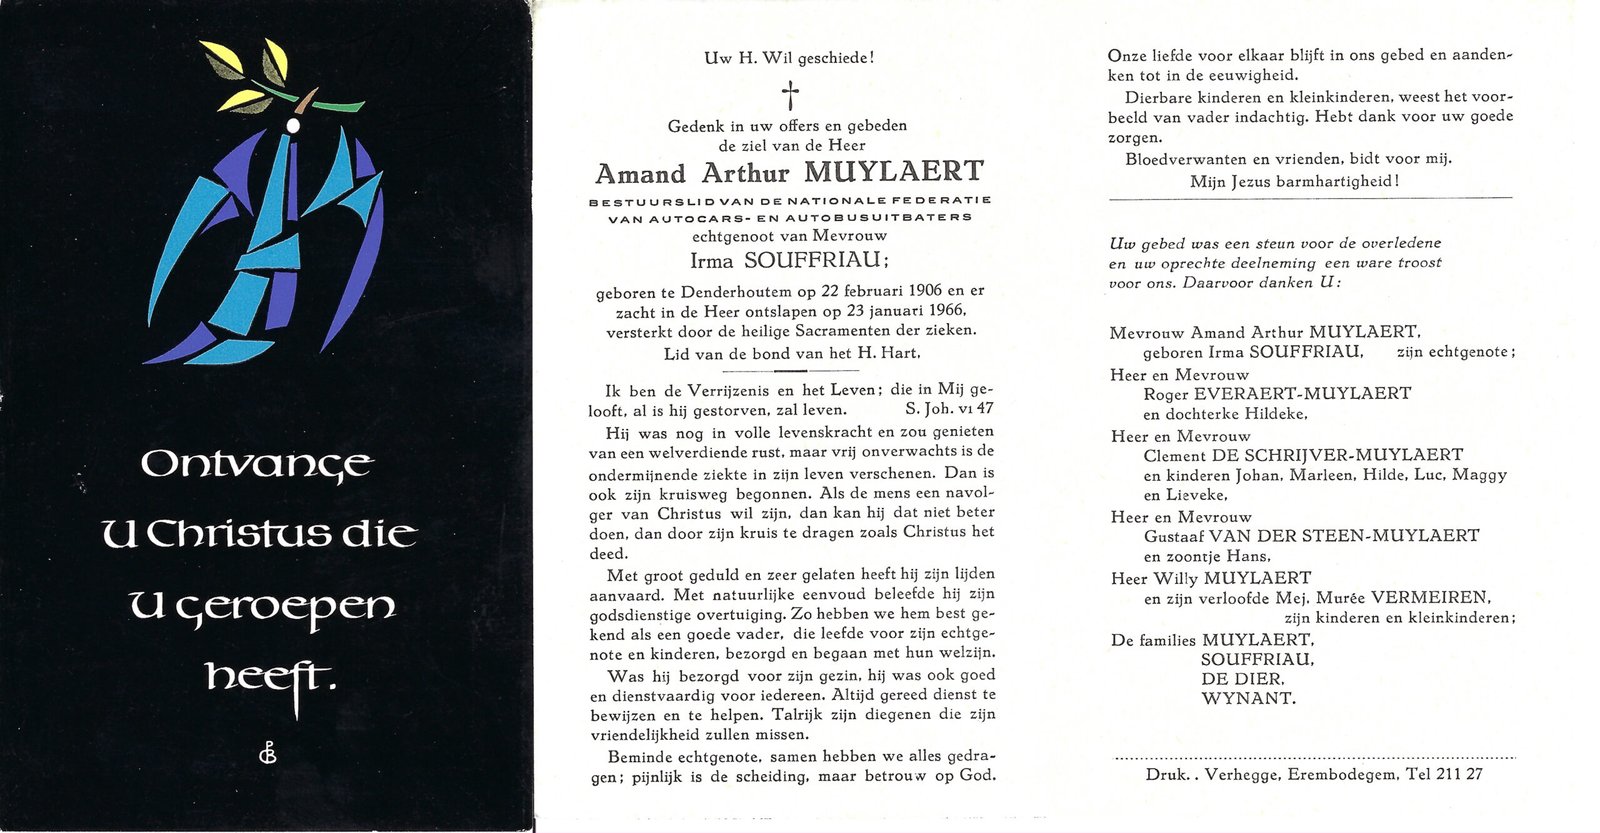 Ontvange
U Christus die
U geroepen
heeft.
Uw H. Wil geschiede!
Gedenk in uw offers en gebeden
de ziel van de Heer
Amand Arthur MUYLAERT
BESTUURSLID VAN DE NATIONALE FEDERATIE
VAN AUTOCARS- EN AUTOBUSUITBATERS
echtgenoot van Mevrouw
Irma SOUFFRIAU;
geboren te Denderhoutem op 22 februari 1906 en er
zacht in de Heer ontslapen op 23 januari 1966,
versterkt door de heilige Sacramenten der zieken.
Lid van de bond van het H. Hart.
Ik ben de Verrijzenis en het Leven; die in Mij ge-
looft, al is hij gestorven, zal leven. S. Joh. VI 47
Hij was nog in volle levenskracht en zou genieten
van een welverdiende rust, maar vrij onverwachts is de
ondermijnende ziekte in zijn leven verschenen. Dan is
ook zijn kruisweg begonnen. Als de mens een navol-
ger van Christus wil zijn, dan kan hij dat niet beter
doen, dan door zijn kruis te dragen zoals Christus het
deed.
Met groot geduld en zeer gelaten heeft hij zijn lijden
aanvaard. Met natuurlijke eenvoud beleefde hij zijn
godsdienstige overtuiging. Zo hebben we hem best ge-
kend als een goede vader, die leefde voor zijn echtge-
note en kinderen, bezorgd en begaan met hun welzijn.
Was hij bezorgd voor zijn gezin, hij was ook goed
en dienstvaardig voor iedereen. Altijd gereed dienst te
bewijzen en te helpen. Talrijk zijn diegenen die zijn
vriendelijkheid zullen missen.
Beminde echtgenote, samen hebben we alles gedra-
gen; pijnlijk is de scheiding, maar betrouw op God.
Onze liefde voor elkaar blijft in ons gebed en aanden-
ken tot in de eeuwigheid.
Dierbare kinderen en kleinkinderen, weest het voor-
beeld van vader indachtig. Hebt dank voor uw goede
zorgen.
Bloedverwanten en vrienden, bidt voor mij.
Mijn Jezus barmhartigheid!
Uw gebed was een steun voor de overledene
en uw oprechte deelneming een ware troost
voor ons. Daarvoor danken U:
Mevrouw Amand Arthur MUYLAERT,
geboren Irma SOUFFRIAU, zijn echtgenote;
Heer en Mevrouw
Roger EVERAERT-MUYLAERT
en dochterke Hildeke,
Heer en Mevrouw
Clement DE SCHRIJVER-MUYLAERT
en kinderen Johan, Marleen, Hilde, Luc, Maggy
en Lieveke,
Heer en Mevrouw
Gustaaf VAN DER STEEN-MUYLAERT
en zoontje Hans,
Heer Willy MUYLAERT
en zijn verloofde Mej. Murée VERMEIREN,
zijn kinderen en kleinkinderen;
De families MUYLAERT,
SOUFFRIAU,
DE DIER,
WYNANT.
Druk.. Verhegge, Erembodegem, Tel 211 27